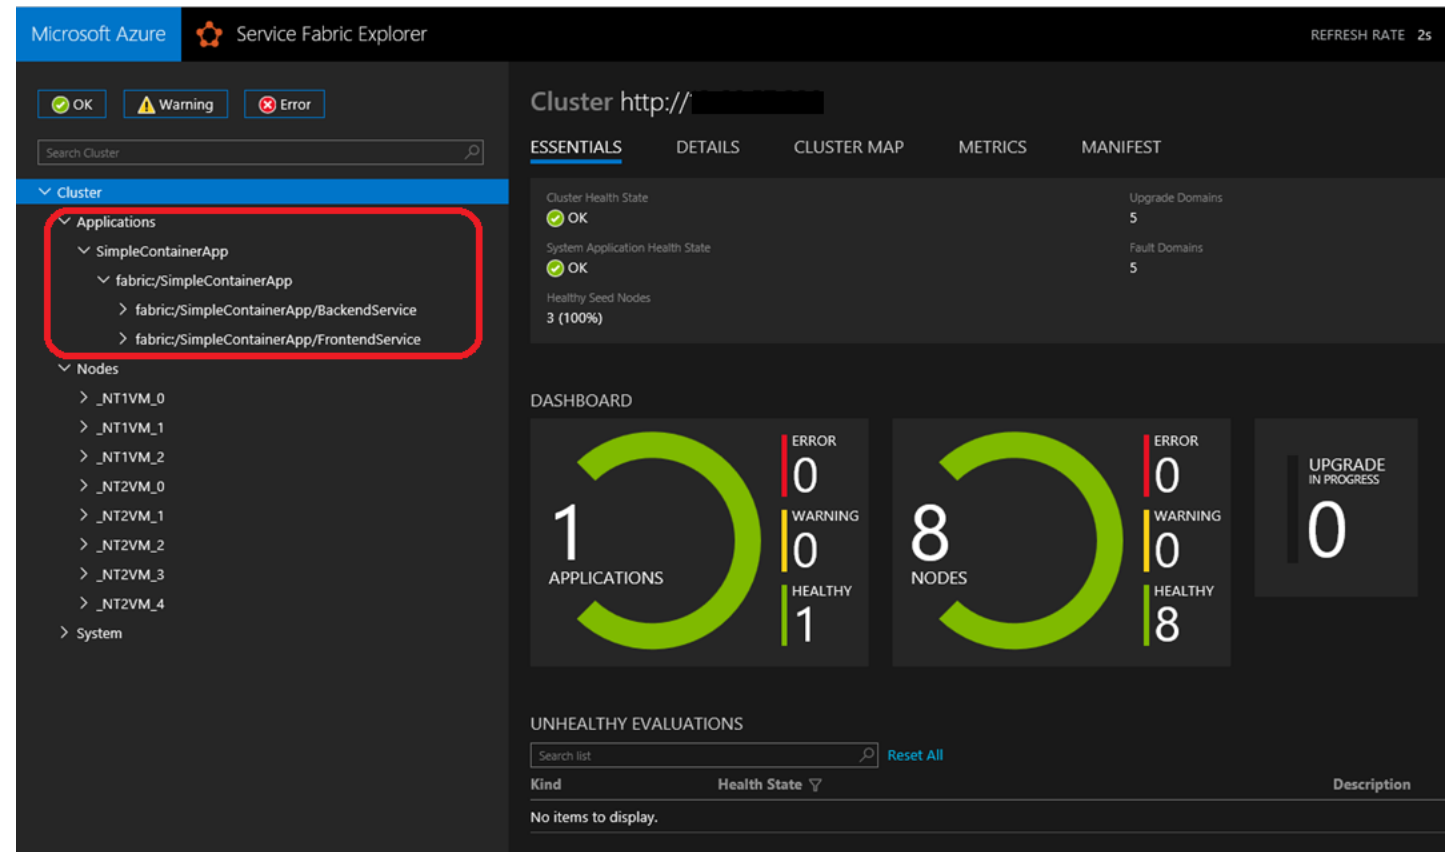 Microsoft Azure Service Fabric Explorer REFRESH RATE 2s
OK Warning Error
Search Cluster
Cluster
Applications
SimpleContainerApp
fabric:/SimpleContainerApp
fabric:/SimpleContainerApp/BackendService
fabric:/SimpleContainerApp/FrontendService
Nodes
_NT1VM_0
_NT1VM_1
_NT1VM_2
_NT2VM_0
_NT2VM_1
_NT2VM_2
_NT2VM_3
_NT2VM_4
System
Cluster http://
ESSENTIALS DETAILS CLUSTER MAP METRICS MANIFEST
Cluster Health State Upgrade Domains
OK 5
System Application Health State Fault Domains
OK 5
Healthy Seed Nodes
3 (100%)
DASHBOARD
1
APPLICATIONS
ERROR
0
WARNING
0
HEALTHY
1
8
NODES
ERROR
0
WARNING
0
HEALTHY
8
UPGRADE
IN PROGRESS
0
UNHEALTHY EVALUATIONS
Search list Reset All
Kind Health State Description
No items to display.